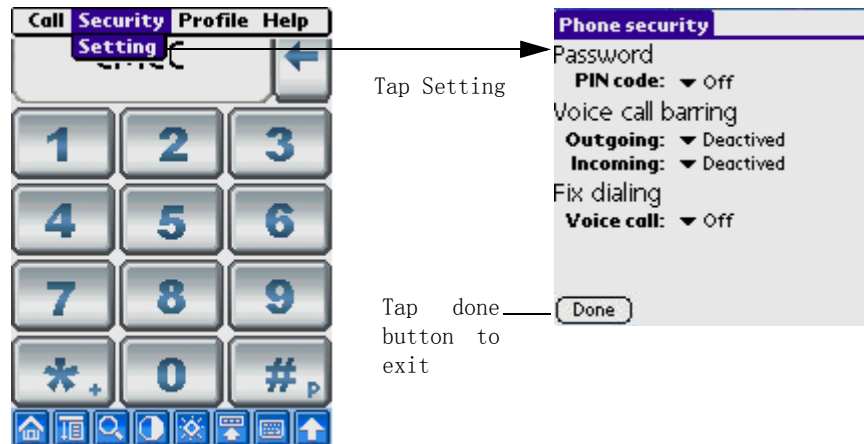 Call Security Profile Help
Setting
1 2 3
4 5 6
7 8 9
* + 0 # p
Tap Setting
Tap done
button to
exit
Phone security
Password
PIN code: Off
Voice call barring
Outgoing: Deactived
Incoming: Deactived
Fix dialing
Voice call: Off
Done